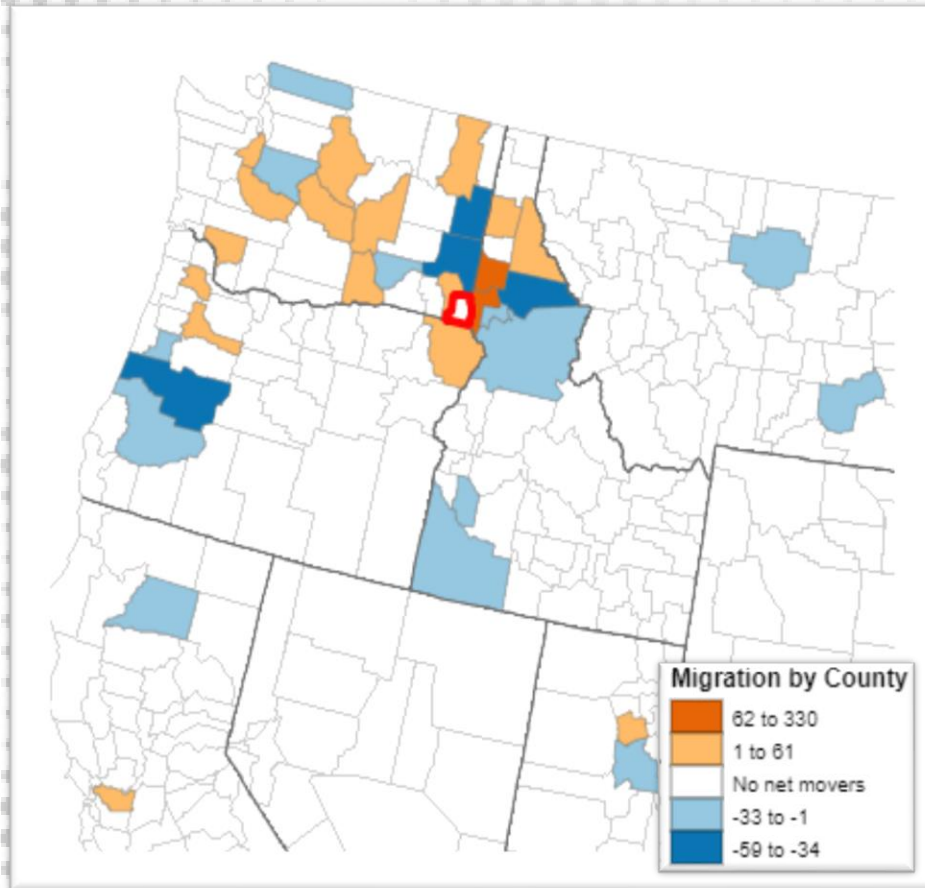 Migration by County
62 to 330
1 to 61
No net movers
-33 to -1
-59 to -34